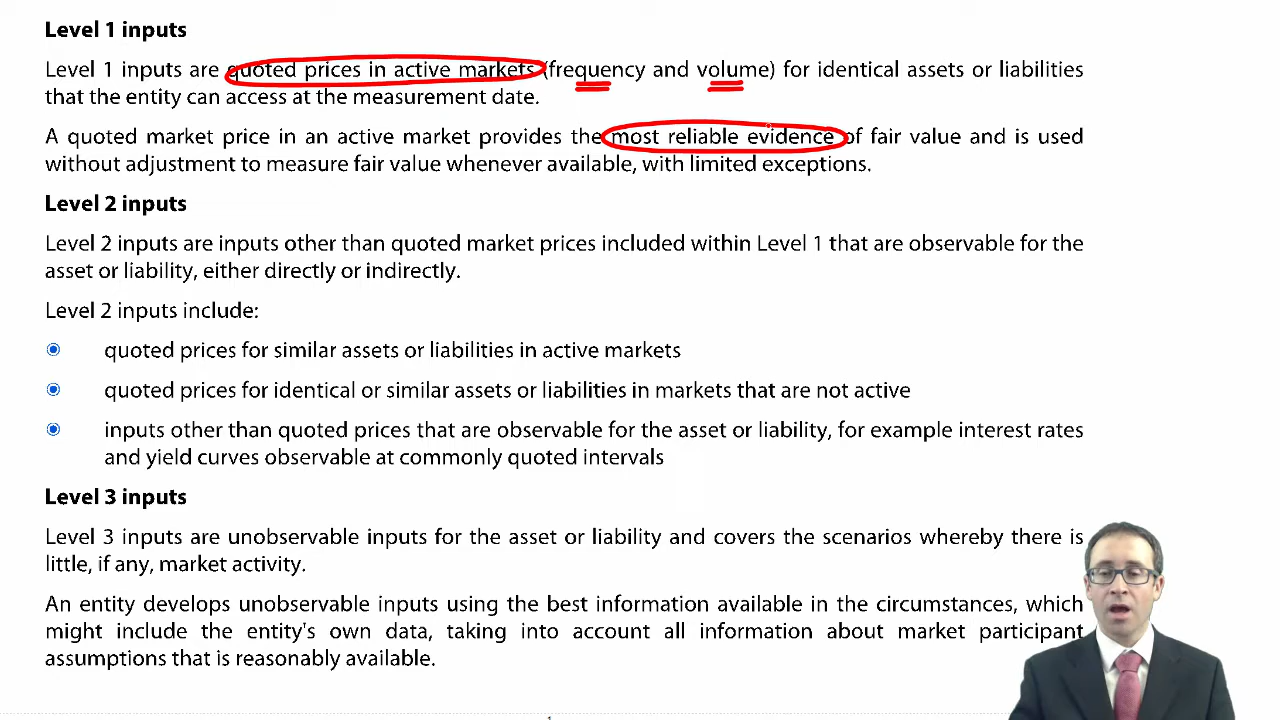 Level 1 inputs
Level 1 inputs are quoted prices in active markets (frequency and volume) for identical assets or liabilities
that the entity can access at the measurement date.
A quoted market price in an active market provides the most reliable evidence of fair value and is used
without adjustment to measure fair value whenever available, with limited exceptions.
Level 2 inputs
Level 2 inputs are inputs other than quoted market prices included within Level 1 that are observable for the
asset or liability, either directly or indirectly.
Level 2 inputs include:
quoted prices for similar assets or liabilities in active markets
quoted prices for identical or similar assets or liabilities in markets that are not active
inputs other than quoted prices that are observable for the asset or liability, for example interest rates
and yield curves observable at commonly quoted intervals
Level 3 inputs
Level 3 inputs are unobservable inputs for the asset or liability and covers the scenarios whereby there is
little, if any, market activity.
An entity develops unobservable inputs using the best information available in the circumstances, which
might include the entity's own data, taking into account all information about market participant
assumptions that is reasonably available.